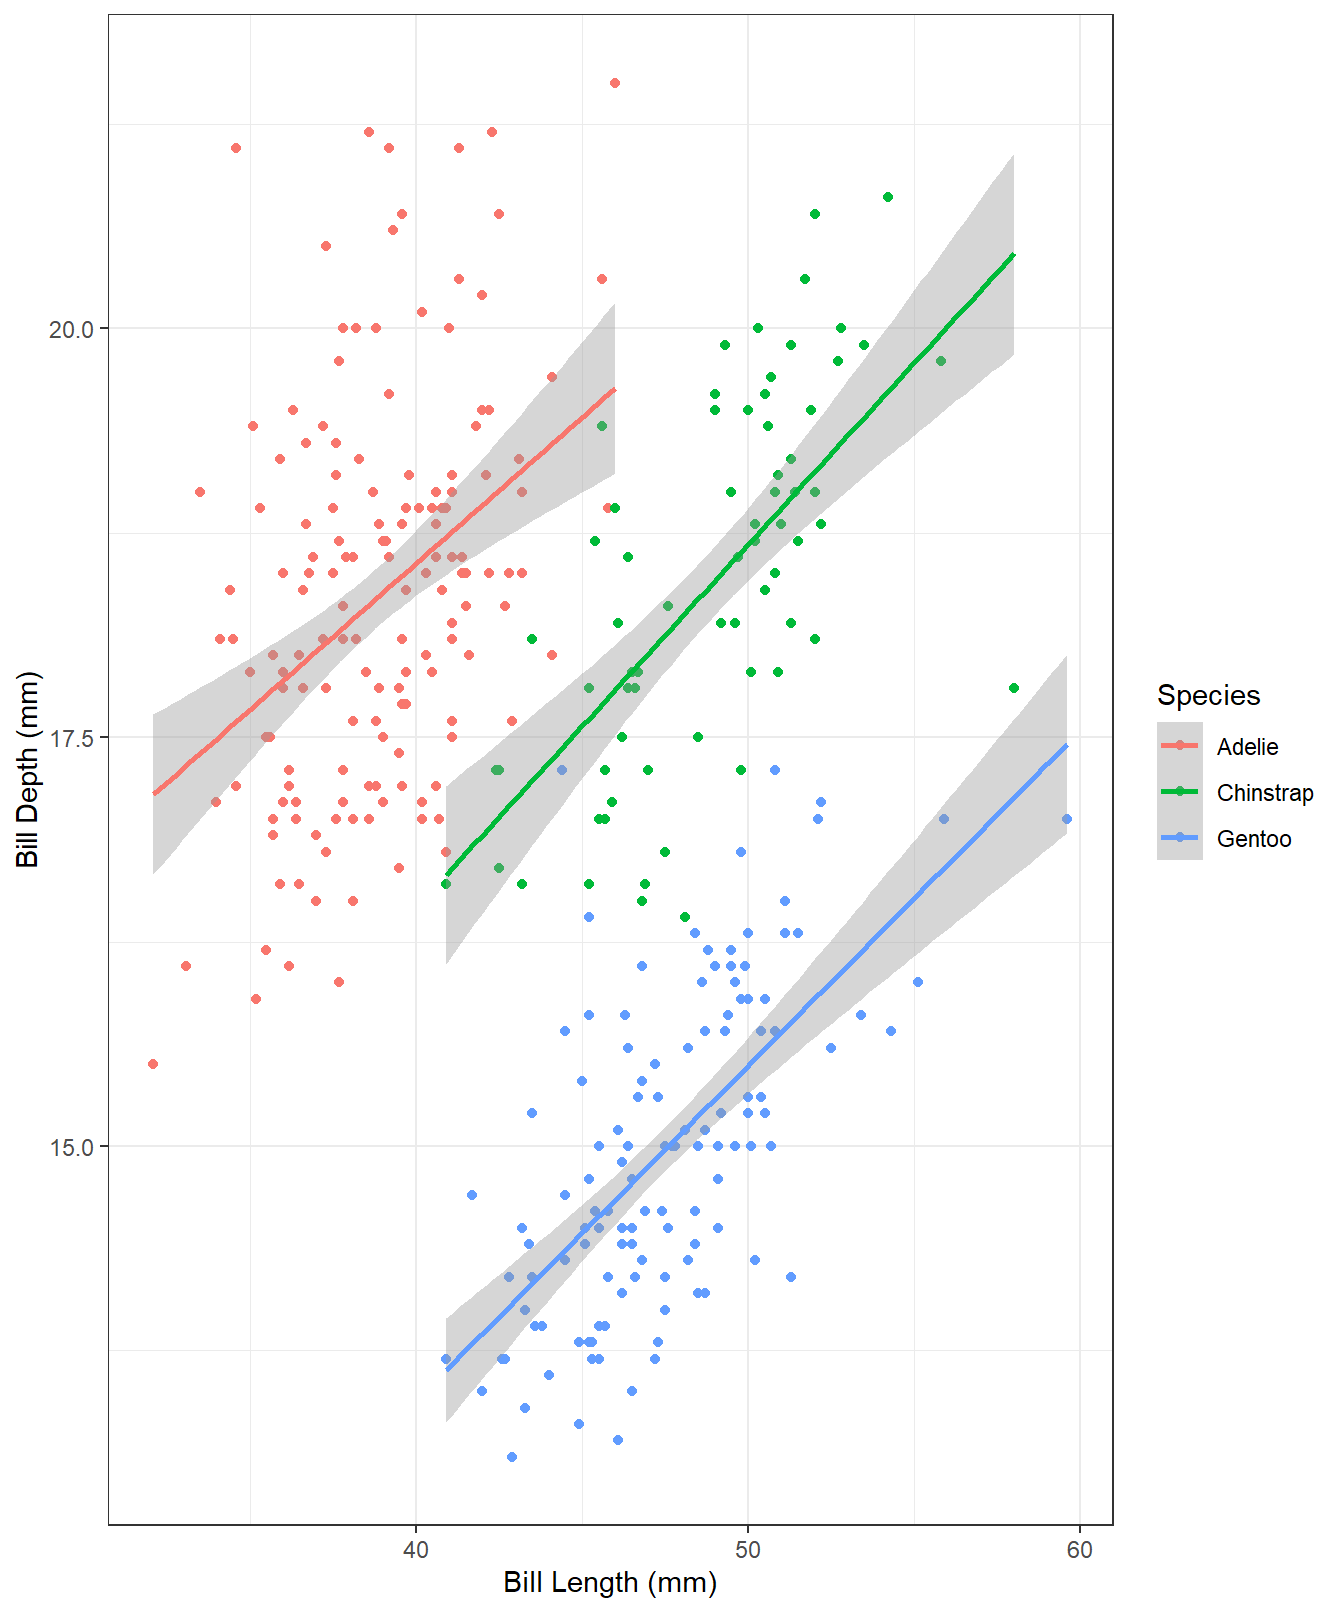 20.0
17.5
15.0
Bill Depth (mm)
40 50 60
Bill Length (mm)
Species
Adelie
Chinstrap
Gentoo